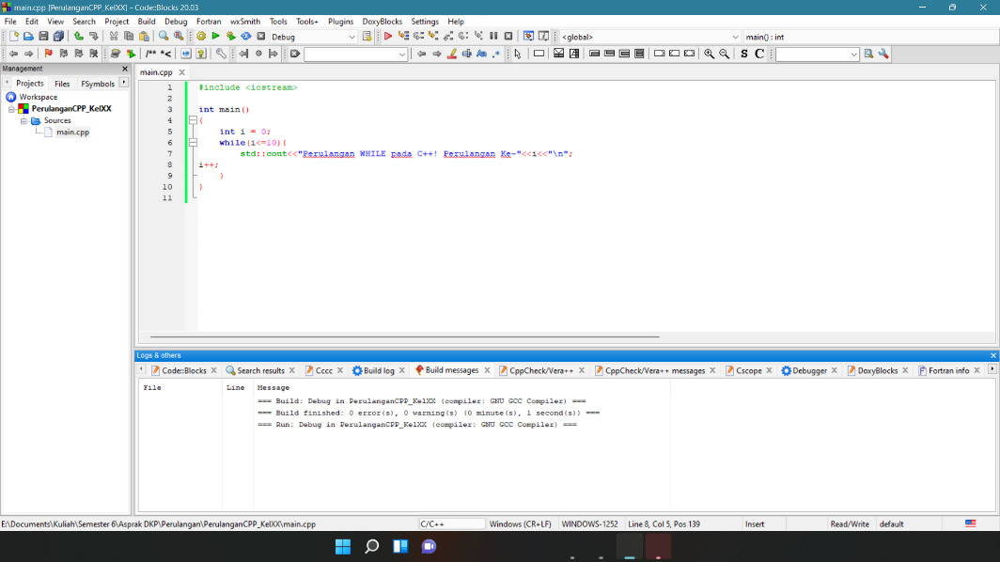 main.cpp [PerulanganCPP_KelXX] - Code::Blocks 20.03
File Edit View Search Project Build Debug Fortran wxSmith Tools Tools+ Plugins DoxyBlocks Settings Help
Debug <global> main() : int
/** *< S C
Management
Projects Files FSymbols
Workspace
PerulanganCPP_KelXX
Sources
main.cpp
main.cpp
1 #include <iostream>
2
3 int main()
4 {
5 int i = 0;
6 while(i<=10){
7 std::cout<<"Perulangan WHILE pada C++! Perulangan Ke-"<<i<<"\n";
8 i++;
9 }
10 }
11
Logs & others
Code::Blocks Search results Cccc Build log Build messages CppCheck/Vera++ CppCheck/Vera++ messages Cscope Debugger DoxyBlocks Fortran info
File Line Message
=== Build: Debug in PerulanganCPP_KelXX (compiler: GNU GCC Compiler) ===
=== Build finished: 0 error(s), 0 warning(s) (0 minute(s), 1 second(s)) ===
=== Run: Debug in PerulanganCPP_KelXX (compiler: GNU GCC Compiler) ===
E:\Documents\Kuliah\Semester 6\Asprak DKP\Perulangan\PerulanganCPP_KelXX\main.cpp C/C++ Windows (CR+LF) WINDOWS-1252 Line 8, Col 5, Pos 139 Insert Read/Write default